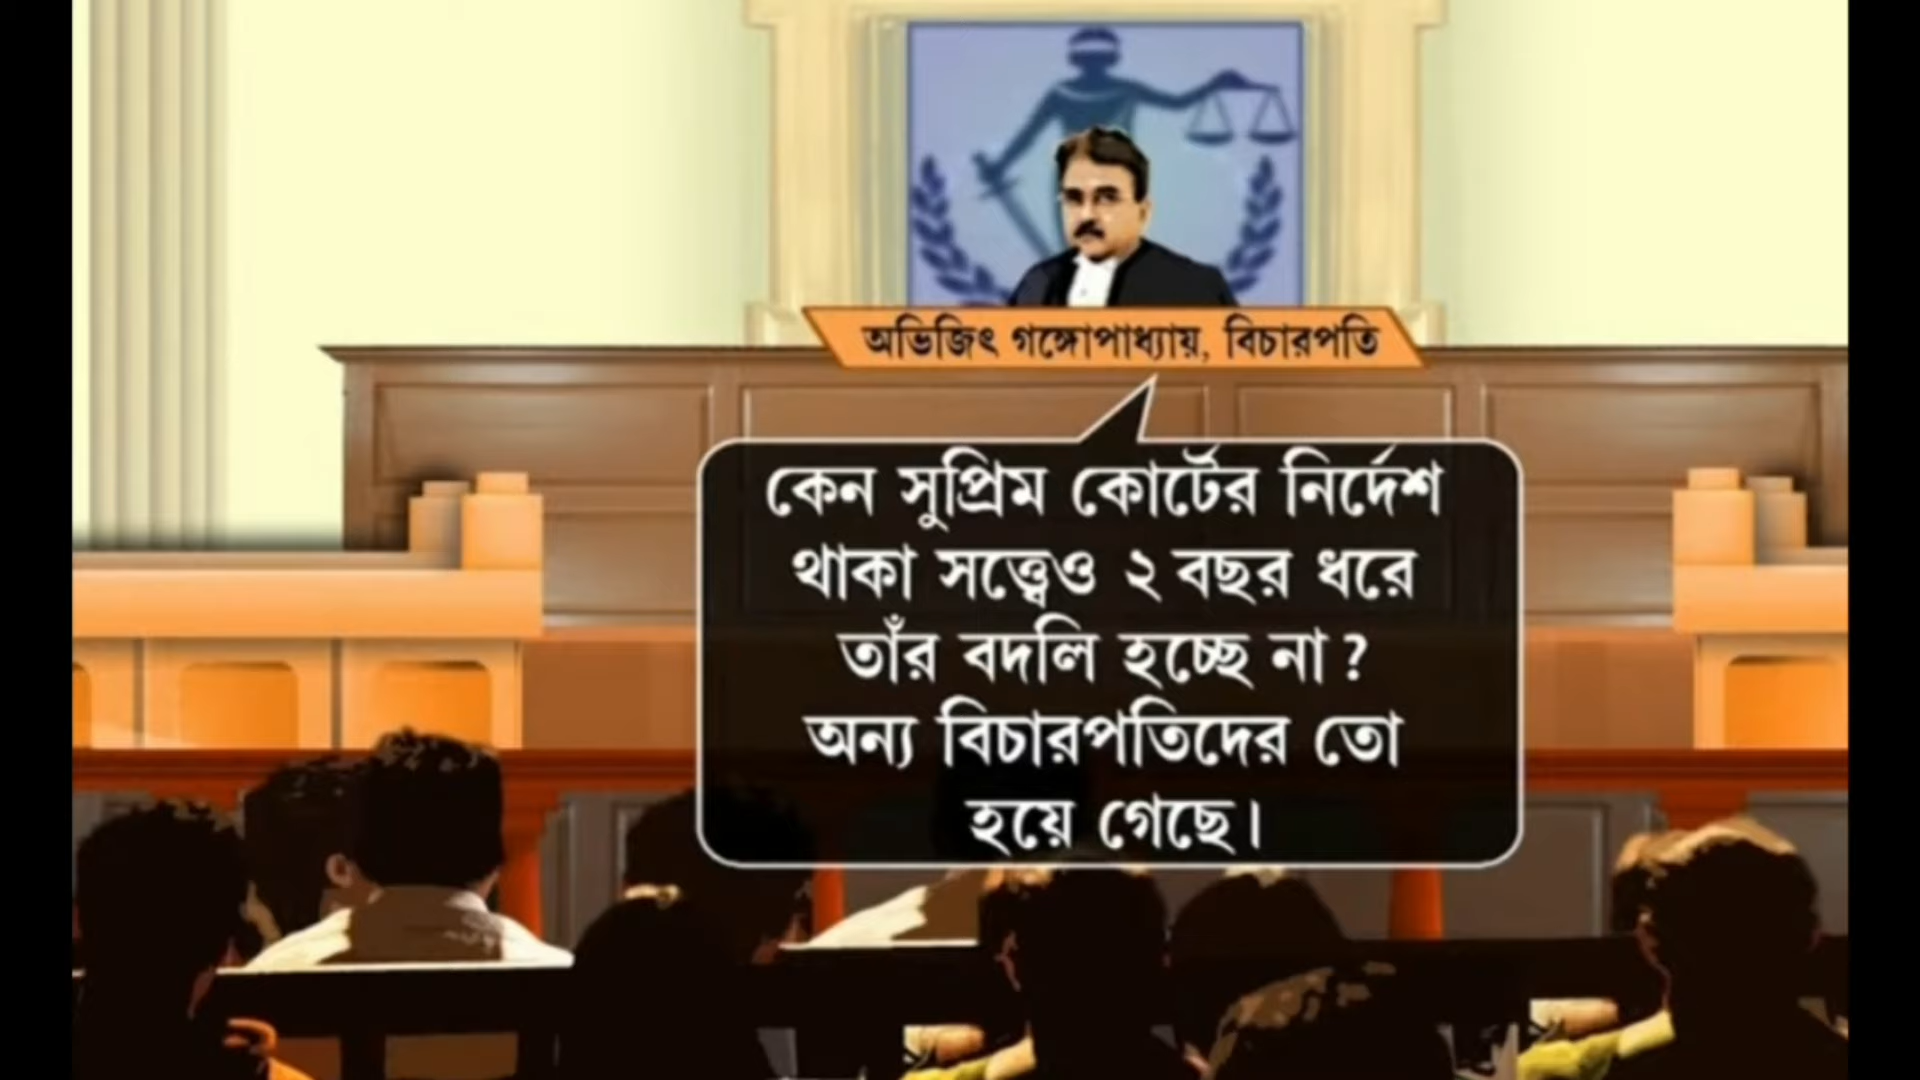 অভিজিৎ গঙ্গোপাধ্যায়, বিচারপতি
কেন সুপ্রিম কোর্টের নির্দেশ
থাকা সত্ত্বেও ২ বছর ধরে
তাঁর বদলি হচ্ছে না ?
অন্য বিচারপতিদের তো
হয়ে গেছে।